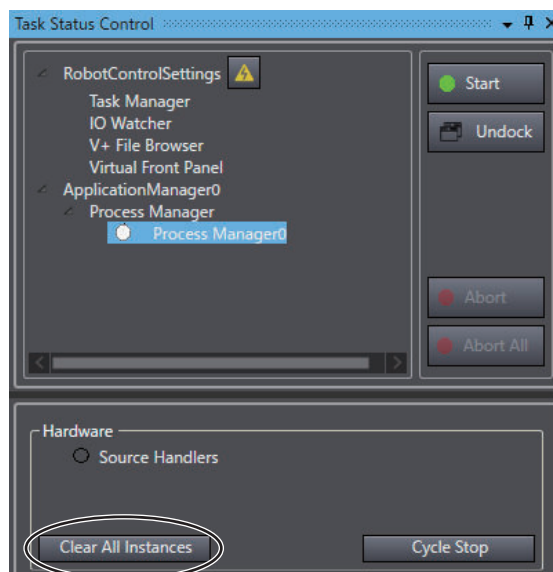 Task Status Control
RobotControlSettings
Task Manager
IO Watcher
V+ File Browser
Virtual Front Panel
ApplicationManager0
Process Manager
Process Manager0
Start
Undock
Abort
Abort All
Hardware
Source Handlers
Clear All Instances
Cycle Stop